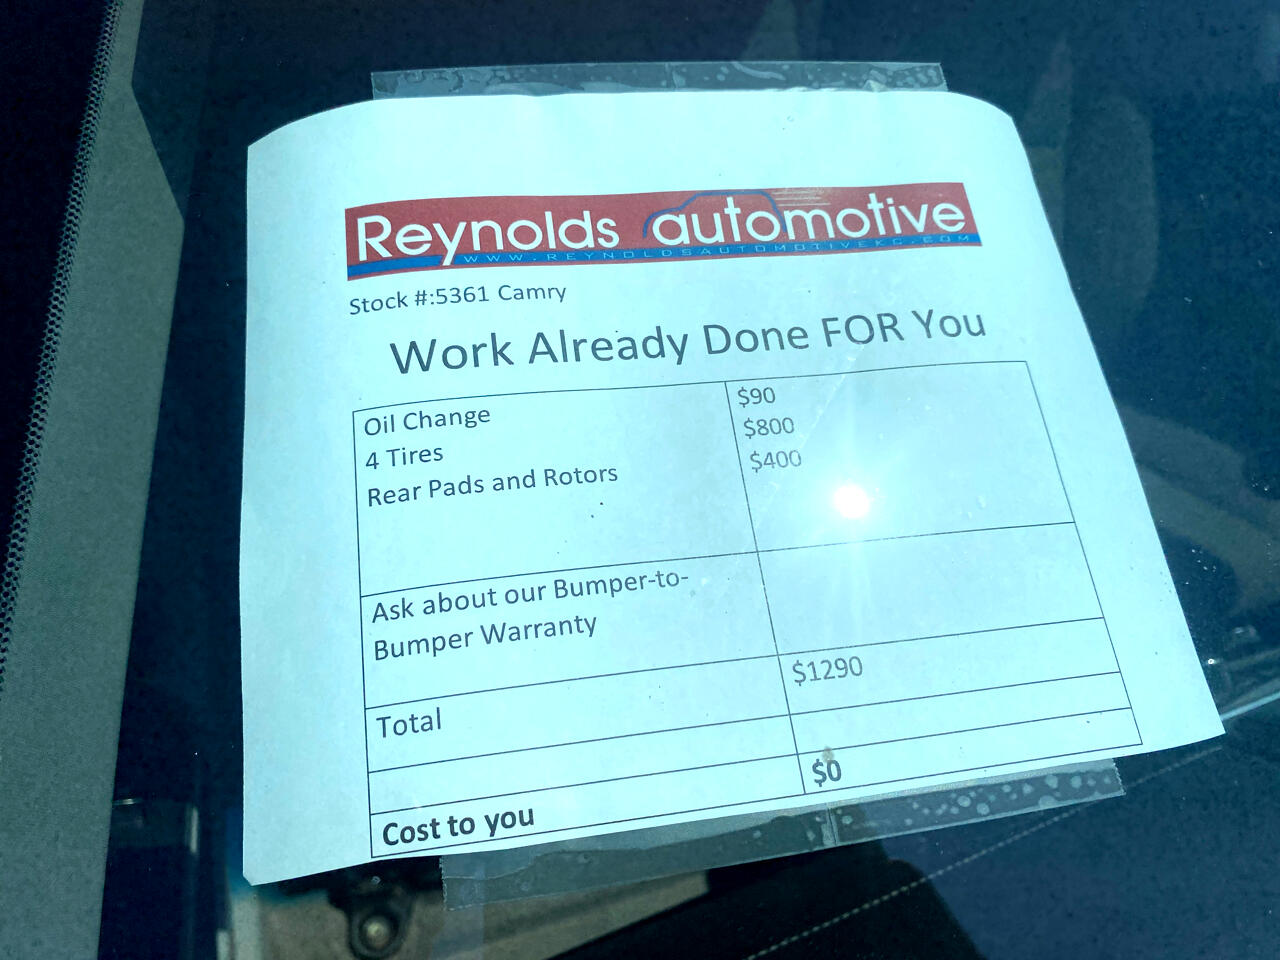 Reynolds automotive
WWW.REYNOLDSAUTOMOTIVEKC.COM
Stock #:5361 Camry
Work Already Done FOR You
Oil Change $90
4 Tires $800
Rear Pads and Rotors $400
Ask about our Bumper-to-
Bumper Warranty
Total $1290
Cost to you $0